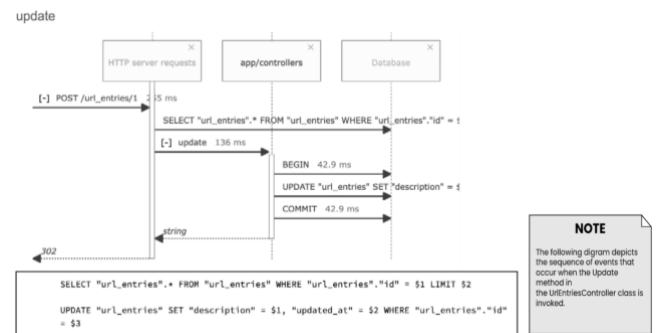 update
HTTP server requests
app/controllers
Database
[-] POST /url_entries/1 ms
SELECT "url_entries".* FROM "url_entries" WHERE "url_entries"."id" = $
[-] update 136 ms
BEGIN 42.9 ms
UPDATE "url_entries" SET "description" = $
COMMIT 42.9 ms
string
302
NOTE
The following digram depicts
the sequence of events that
occur when the Update
method in
the UrlEntriesController class is
invoked.
SELECT "url_entries".* FROM "url_entries" WHERE "url_entries"."id" = $1 LIMIT $2
UPDATE "url_entries" SET "description" = $1, "updated_at" = $2 WHERE "url_entries"."id"
= $3